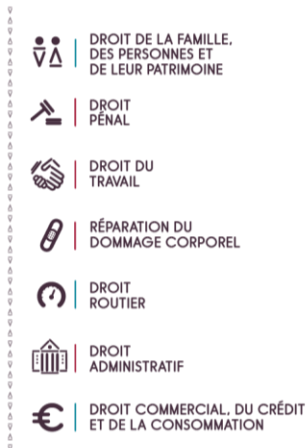 DROIT DE LA FAMILLE,
DES PERSONNES ET
DE LEUR PATRIMOINE
DROIT
PÉNAL
DROIT DU
TRAVAIL
RÉPARATION DU
DOMMAGE CORPOREL
DROIT
ROUTIER
DROIT
ADMINISTRATIF
DROIT COMMERCIAL, DU CRÉDIT
ET DE LA CONSOMMATION